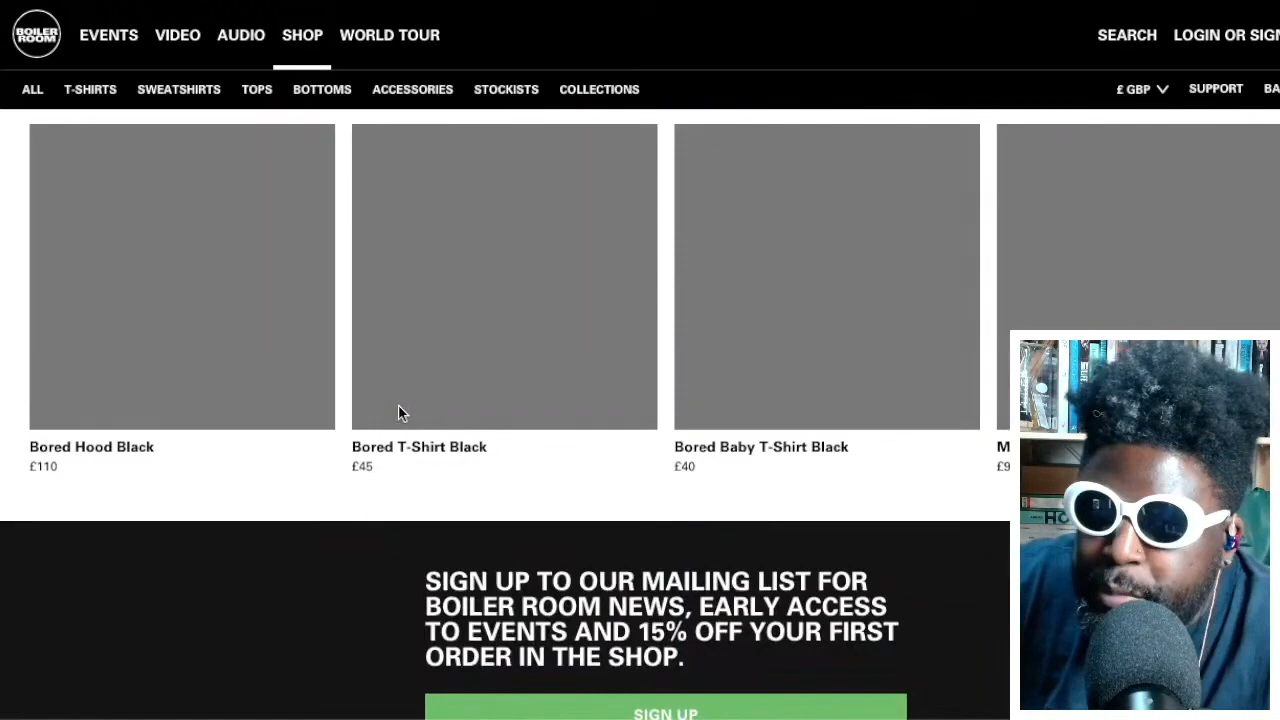 BOILER ROOM
EVENTS VIDEO AUDIO SHOP WORLD TOUR SEARCH LOGIN OR SIGN
ALL T-SHIRTS SWEATSHIRTS TOPS BOTTOMS ACCESSORIES STOCKISTS COLLECTIONS £ GBP SUPPORT BA
Bored Hood Black
£110
Bored T-Shirt Black
£45
Bored Baby T-Shirt Black
£40
M
£9
SIGN UP TO OUR MAILING LIST FOR
BOILER ROOM NEWS, EARLY ACCESS
TO EVENTS AND 15% OFF YOUR FIRST
ORDER IN THE SHOP.
SIGN UP